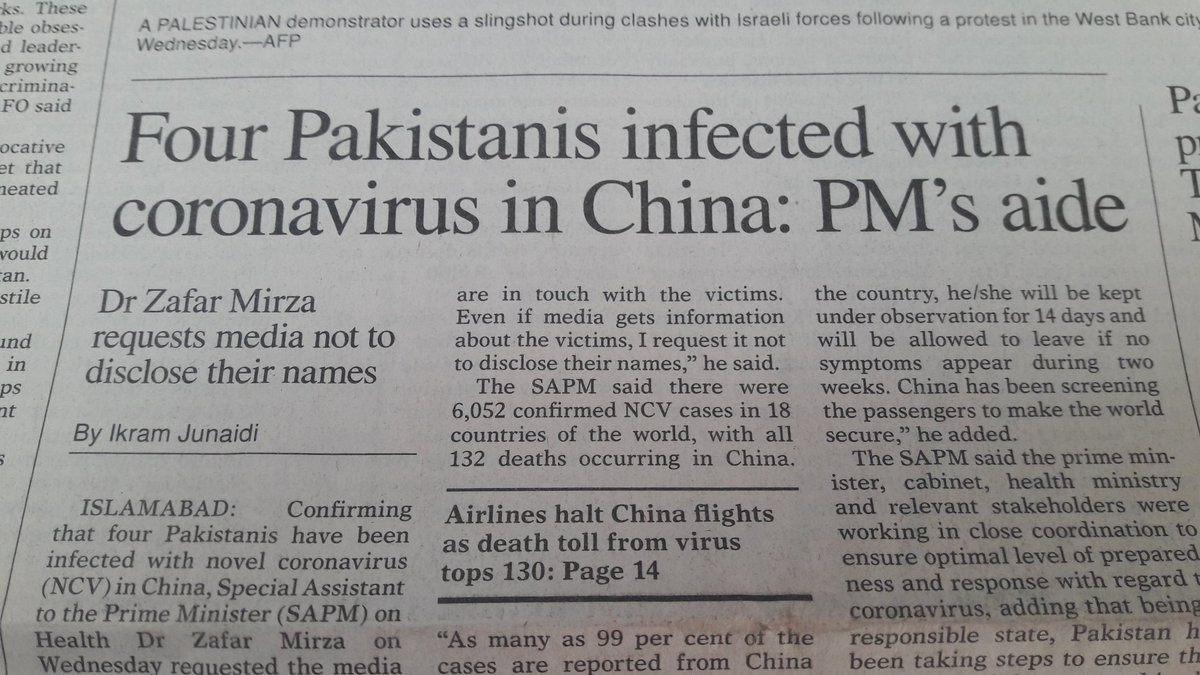 ks. These
ble obses-
d leader-
growing
crimina-
FO said
ocative
et that
neated
ps on
would
tan.
stile
und
in
ps
nt
s
A PALESTINIAN demonstrator uses a slingshot during clashes with Israeli forces following a protest in the West Bank city
Wednesday.—AFP
Four Pakistanis infected with
coronavirus in China: PM's aide
Dr Zafar Mirza
requests media not to
disclose their names
By Ikram Junaidi
ISLAMABAD: Confirming
that four Pakistanis have been
infected with novel coronavirus
(NCV) in China, Special Assistant
to the Prime Minister (SAPM) on
Health Dr Zafar Mirza on
Wednesday requested the media
are in touch with the victims.
Even if media gets information
about the victims, I request it not
to disclose their names,” he said.
The SAPM said there were
6,052 confirmed NCV cases in 18
countries of the world, with all
132 deaths occurring in China.
Airlines halt China flights
as death toll from virus
tops 130: Page 14
“As many as 99 per cent of the
cases are reported from China
the country, he/she will be kept
under observation for 14 days and
will be allowed to leave if no
symptoms appear during two
weeks. China has been screening
the passengers to make the world
secure,” he added.
The SAPM said the prime min-
ister, cabinet, health ministry
and relevant stakeholders were
working in close coordination to
ensure optimal level of prepared
ness and response with regard t
coronavirus, adding that being
responsible state, Pakistan h
been taking steps to ensure th
Pa
p
T